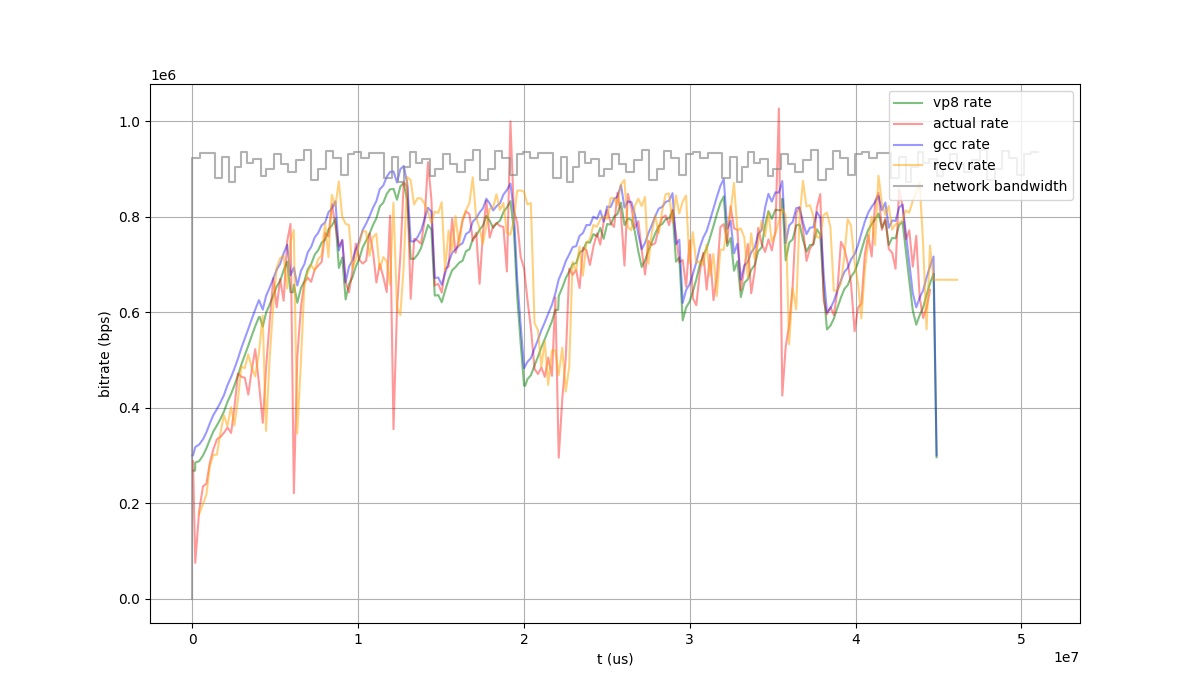 1e6
1.0
0.8
0.6
0.4
0.2
0.0
bitrate (bps)
vp8 rate
actual rate
gcc rate
recv rate
network bandwidth
0 1 2 3 4 5
t (us)
1e7